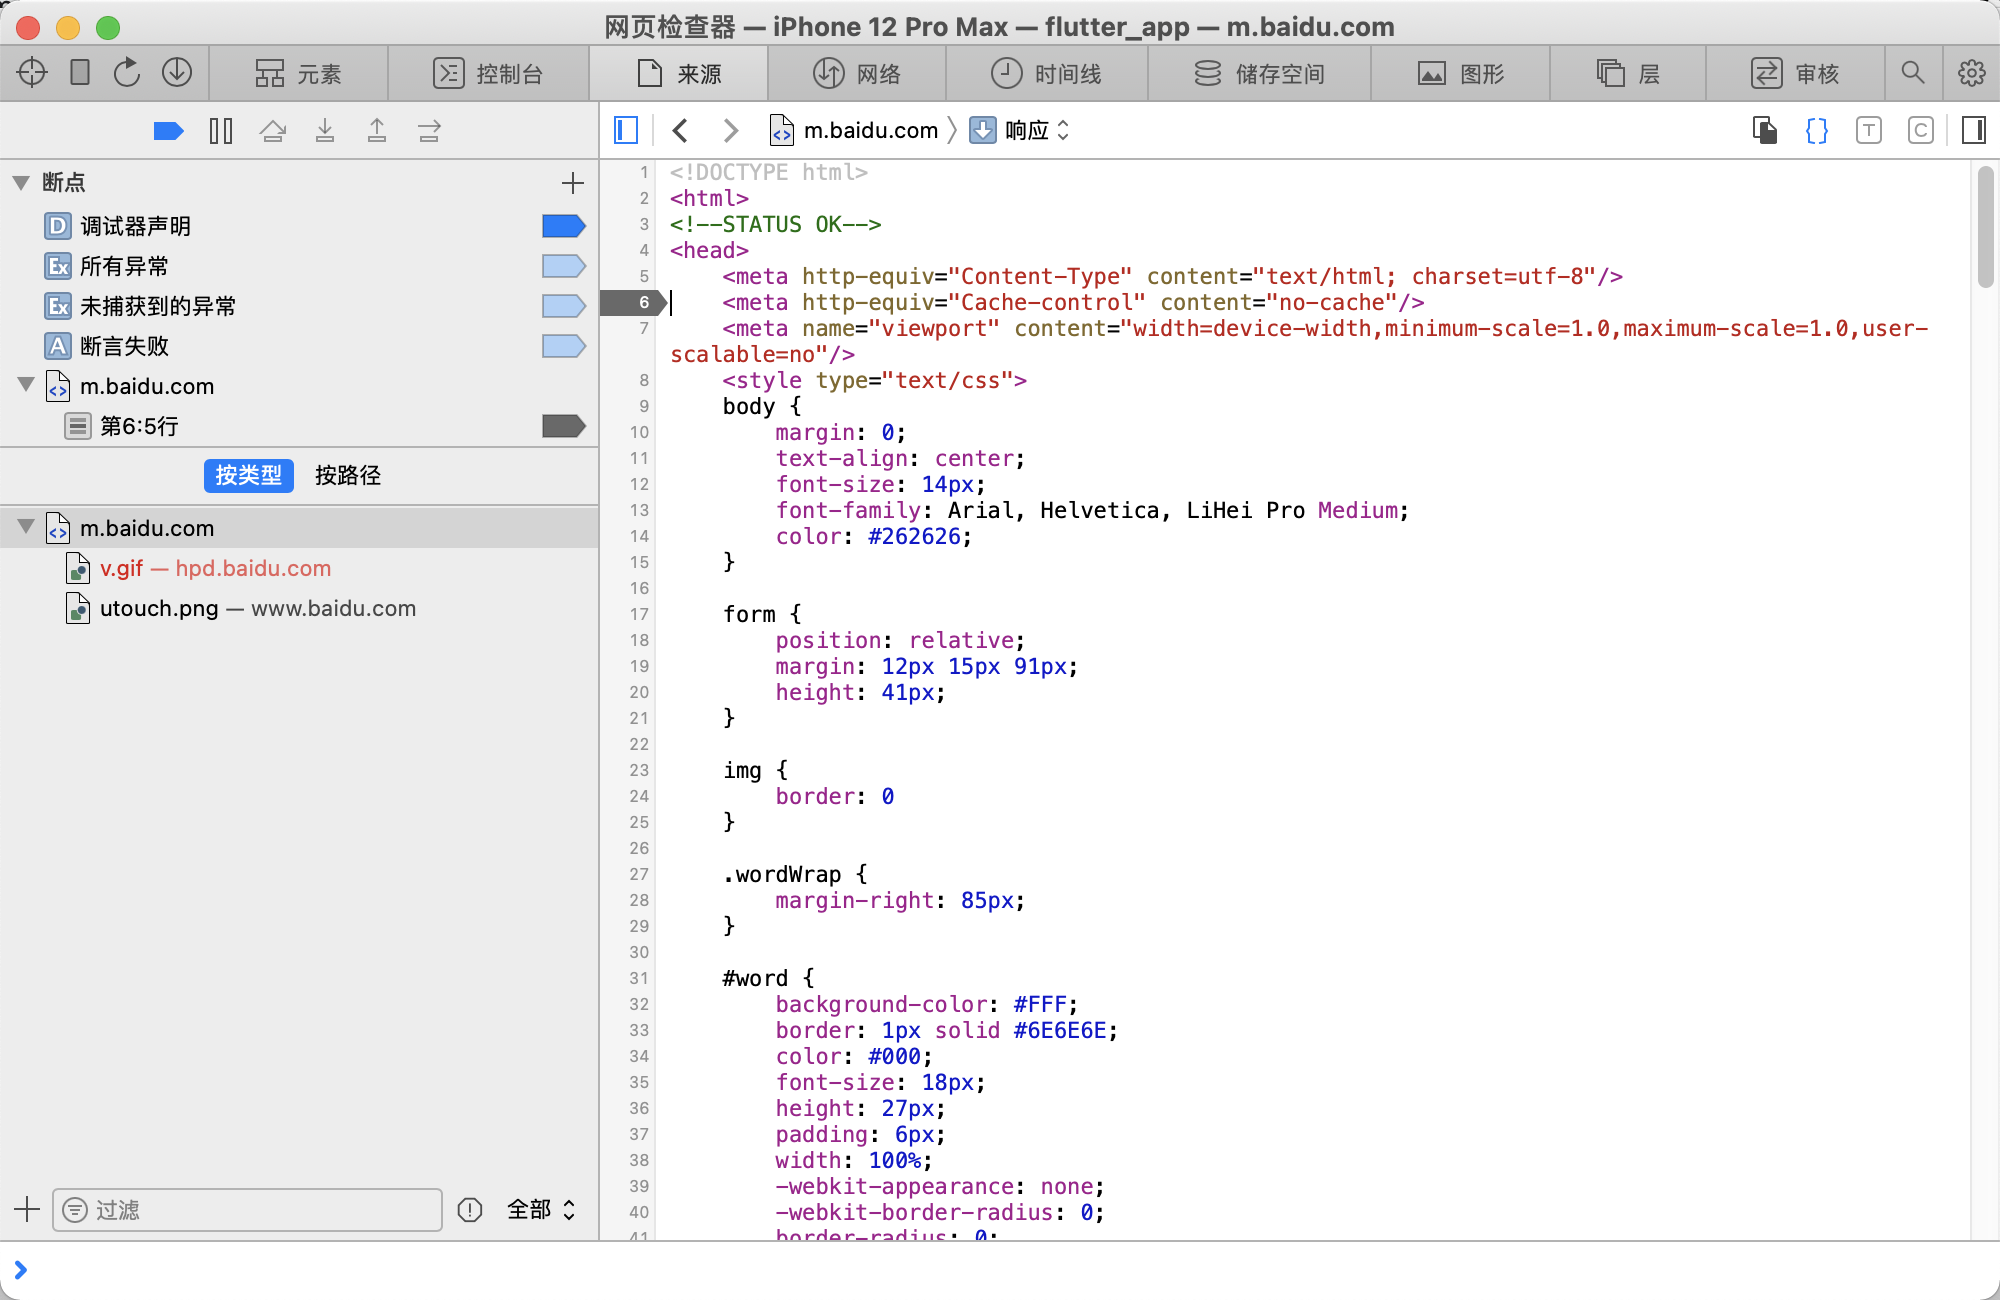 网页检查器 — iPhone 12 Pro Max — flutter_app — m.baidu.com
元素 控制台 来源 网络 时间线 储存空间 图形 层 审核
m.baidu.com 响应 {} T C
断点
D 调试器声明
Ex 所有异常
Ex 未捕获到的异常
A 断言失败
m.baidu.com
第6:5行
按类型 按路径
m.baidu.com
v.gif — hpd.baidu.com
utouch.png — www.baidu.com
过滤 全部
1 <!DOCTYPE html>
2 <html>
3 <!--STATUS OK-->
4 <head>
5 <meta http-equiv="Content-Type" content="text/html; charset=utf-8"/>
6 <meta http-equiv="Cache-control" content="no-cache"/>
7 <meta name="viewport" content="width=device-width,minimum-scale=1.0,maximum-scale=1.0,user-
scalable=no"/>
8 <style type="text/css">
9 body {
10 margin: 0;
11 text-align: center;
12 font-size: 14px;
13 font-family: Arial, Helvetica, LiHei Pro Medium;
14 color: #262626;
15 }
16
17 form {
18 position: relative;
19 margin: 12px 15px 91px;
20 height: 41px;
21 }
22
23 img {
24 border: 0
25 }
26
27 .wordWrap {
28 margin-right: 85px;
29 }
30
31 #word {
32 background-color: #FFF;
33 border: 1px solid #6E6E6E;
34 color: #000;
35 font-size: 18px;
36 height: 27px;
37 padding: 6px;
38 width: 100%;
39 -webkit-appearance: none;
40 -webkit-border-radius: 0;
41 border-radius: 0;